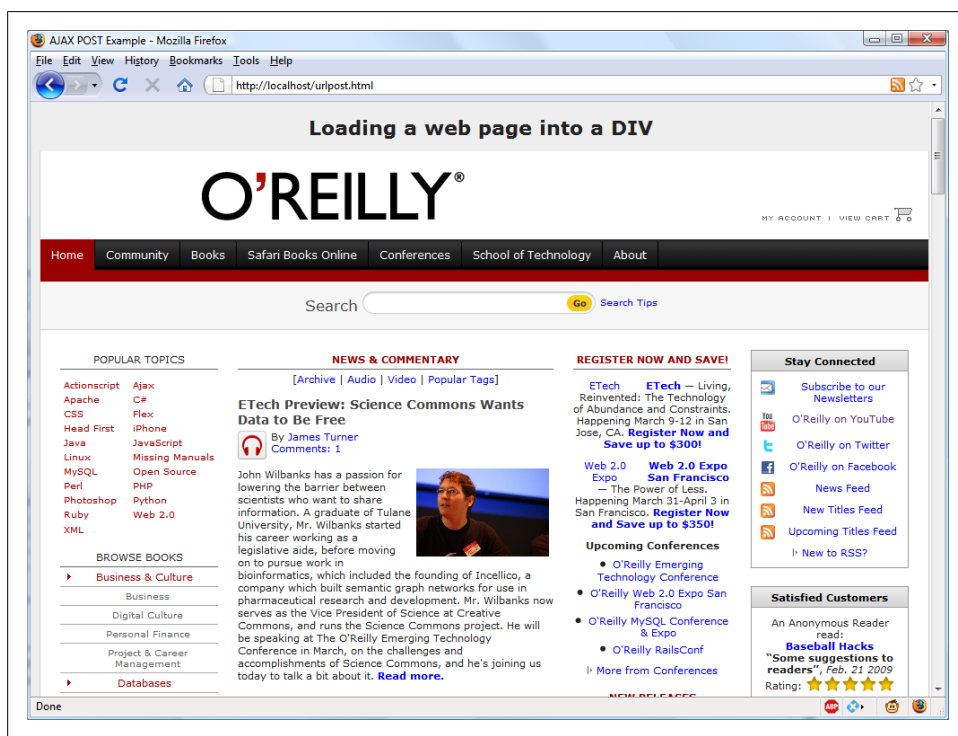 AJAX POST Example - Mozilla Firefox
File Edit View History Bookmarks Tools Help
http://localhost/urlpost.html
Loading a web page into a DIV
O'REILLY®
MY ACCOUNT | VIEW CART
Home Community Books Safari Books Online Conferences School of Technology About
Search Go Search Tips
POPULAR TOPICS
Actionscript Ajax
Apache C#
CSS Flex
Head First iPhone
Java JavaScript
Linux Missing Manuals
MySQL Open Source
Perl PHP
Photoshop Python
Ruby Web 2.0
XML
BROWSE BOOKS
Business & Culture
Business
Digital Culture
Personal Finance
Project & Career
Management
Databases
NEWS & COMMENTARY
[Archive | Audio | Video | Popular Tags]
ETech Preview: Science Commons Wants
Data to Be Free
By James Turner
Comments: 1
John Wilbanks has a passion for
lowering the barrier between
scientists who want to share
information. A graduate of Tulane
University, Mr. Wilbanks started
his career working as a
legislative aide, before moving
on to pursue work in
bioinformatics, which included the founding of Incellico, a
company which built semantic graph networks for use in
pharmaceutical research and development. Mr. Wilbanks now
serves as the Vice President of Science at Creative
Commons, and runs the Science Commons project. He will
be speaking at The O'Reilly Emerging Technology
Conference in March, on the challenges and
accomplishments of Science Commons, and he's joining us
today to talk a bit about it. Read more.
REGISTER NOW AND SAVE!
ETech ETech — Living,
Reinvented: The Technology
of Abundance and Constraints.
Happening March 9-12 in San
Jose, CA. Register Now and
Save up to $300!
Web 2.0 Web 2.0 Expo
Expo San Francisco
— The Power of Less.
Happening March 31-April 3 in
San Francisco. Register Now
and Save up to $350!
Upcoming Conferences
• O'Reilly Emerging
Technology Conference
• O'Reilly Web 2.0 Expo San
Francisco
• O'Reilly MySQL Conference
& Expo
• O'Reilly RailsConf
More from Conferences
NEW RELEASES
Stay Connected
Subscribe to our
Newsletters
You Tube O'Reilly on YouTube
t O'Reilly on Twitter
f O'Reilly on Facebook
News Feed
New Titles Feed
Upcoming Titles Feed
New to RSS?
Satisfied Customers
An Anonymous Reader
read:
Baseball Hacks
"Some suggestions to
readers", Feb. 21 2009
Rating:
Done
ABP